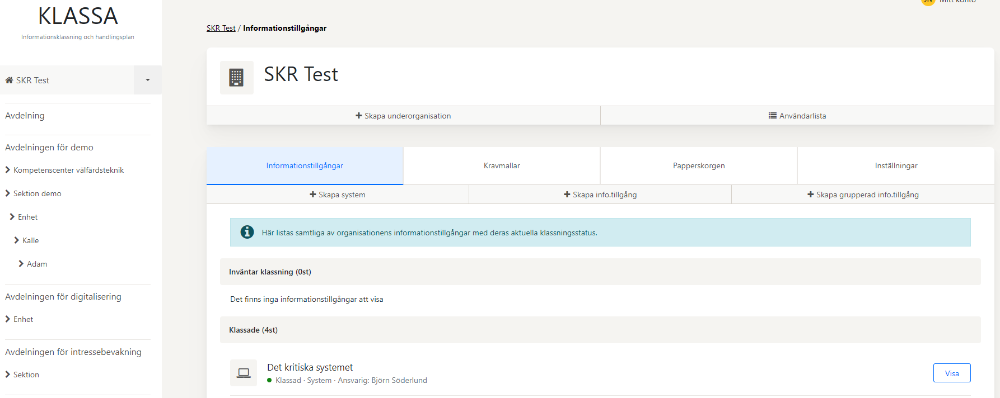 KLASSA
Informationsklassning och handlingsplan
SKR Test
Avdelning
Avdelningen för demo
Kompetenscenter välfärdsteknik
Sektion demo
Enhet
Kalle
Adam
Avdelningen för digitalisering
Enhet
Avdelningen för intressebevakning
Sektion
Mitt konto
SKR Test / Informationstillgångar
SKR Test
Skapa underorganisation
Användarlista
Informationstillgångar
Kravmallar
Papperskorgen
Inställningar
Skapa system
Skapa info.tillgång
Skapa grupperad info.tillgång
Här listas samtliga av organisationens informationstillgångar med deras aktuella klassningsstatus.
Inväntar klassning (0st)
Det finns inga informationstillgångar att visa
Klassade (4st)
Det kritiska systemet
Klassad · System · Ansvarig: Björn Söderlund
Visa